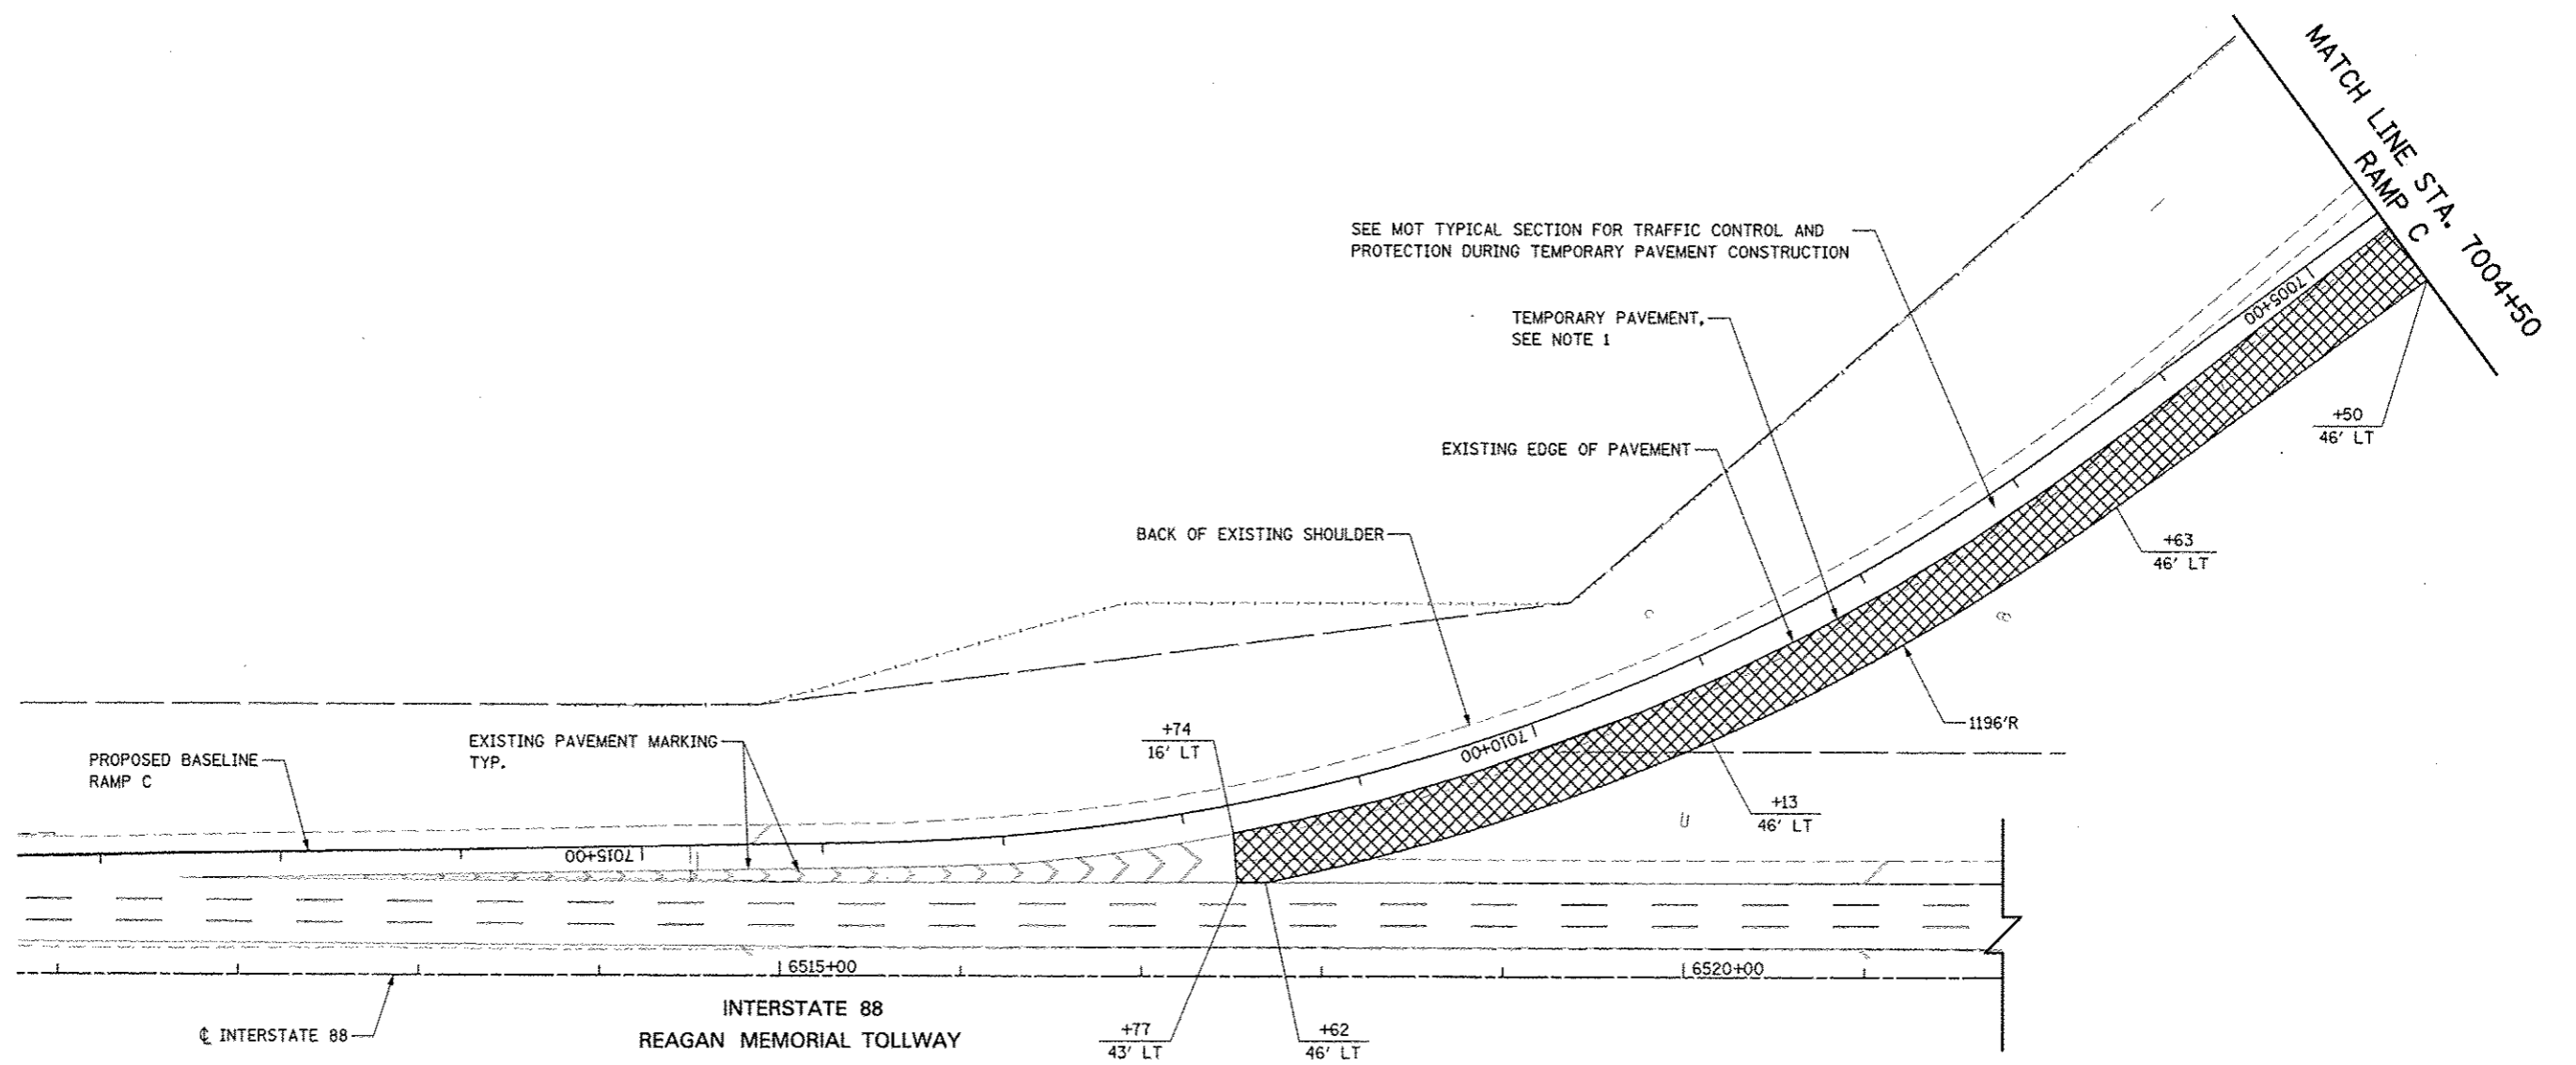 MATCH LINE STA. 7004+50
RAMP C
SEE MOT TYPICAL SECTION FOR TRAFFIC CONTROL AND
PROTECTION DURING TEMPORARY PAVEMENT CONSTRUCTION
7005+00
TEMPORARY PAVEMENT,
SEE NOTE 1
+50
46' LT
EXISTING EDGE OF PAVEMENT
BACK OF EXISTING SHOULDER
+63
46' LT
1196'R
+74
16' LT
7010+00
EXISTING PAVEMENT MARKING
TYP.
PROPOSED BASELINE
RAMP C
+13
46' LT
7015+00
6515+00
6520+00
INTERSTATE 88
REAGAN MEMORIAL TOLLWAY
℄ INTERSTATE 88
+77
43' LT
+62
46' LT